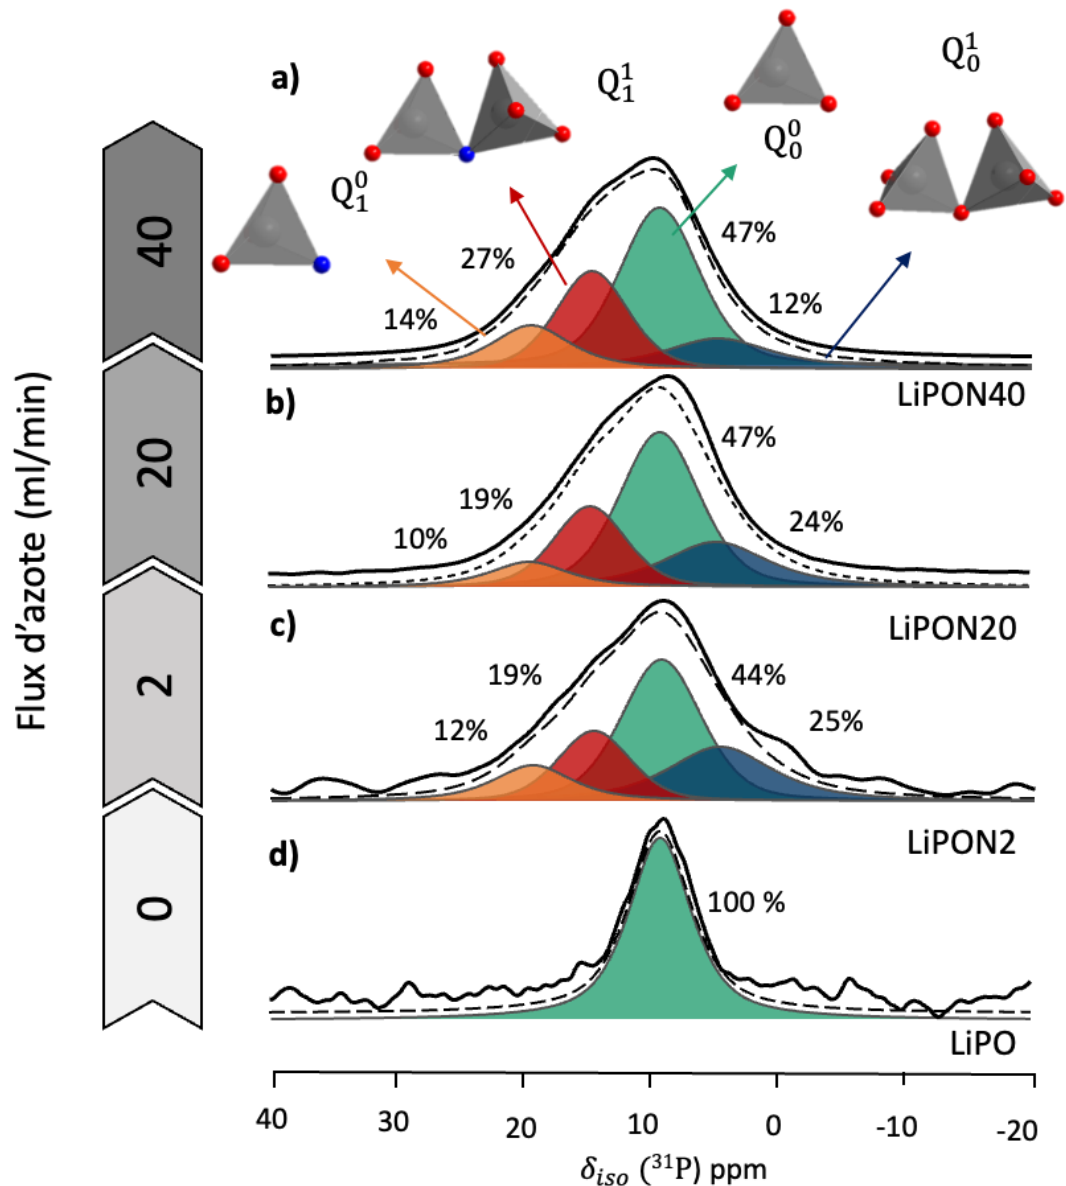 a)
Q₁⁰
Q₁¹
Q₀⁰
Q₀¹
14%
27%
47%
12%
LiPON40
b)
10%
19%
47%
24%
LiPON20
c)
12%
19%
44%
25%
LiPON2
d)
100 %
LiPO
Flux d’azote (ml/min)
40
20
2
0
40 30 20 10 0 -10 -20
δ𝑖𝑠𝑜 (³¹P) ppm